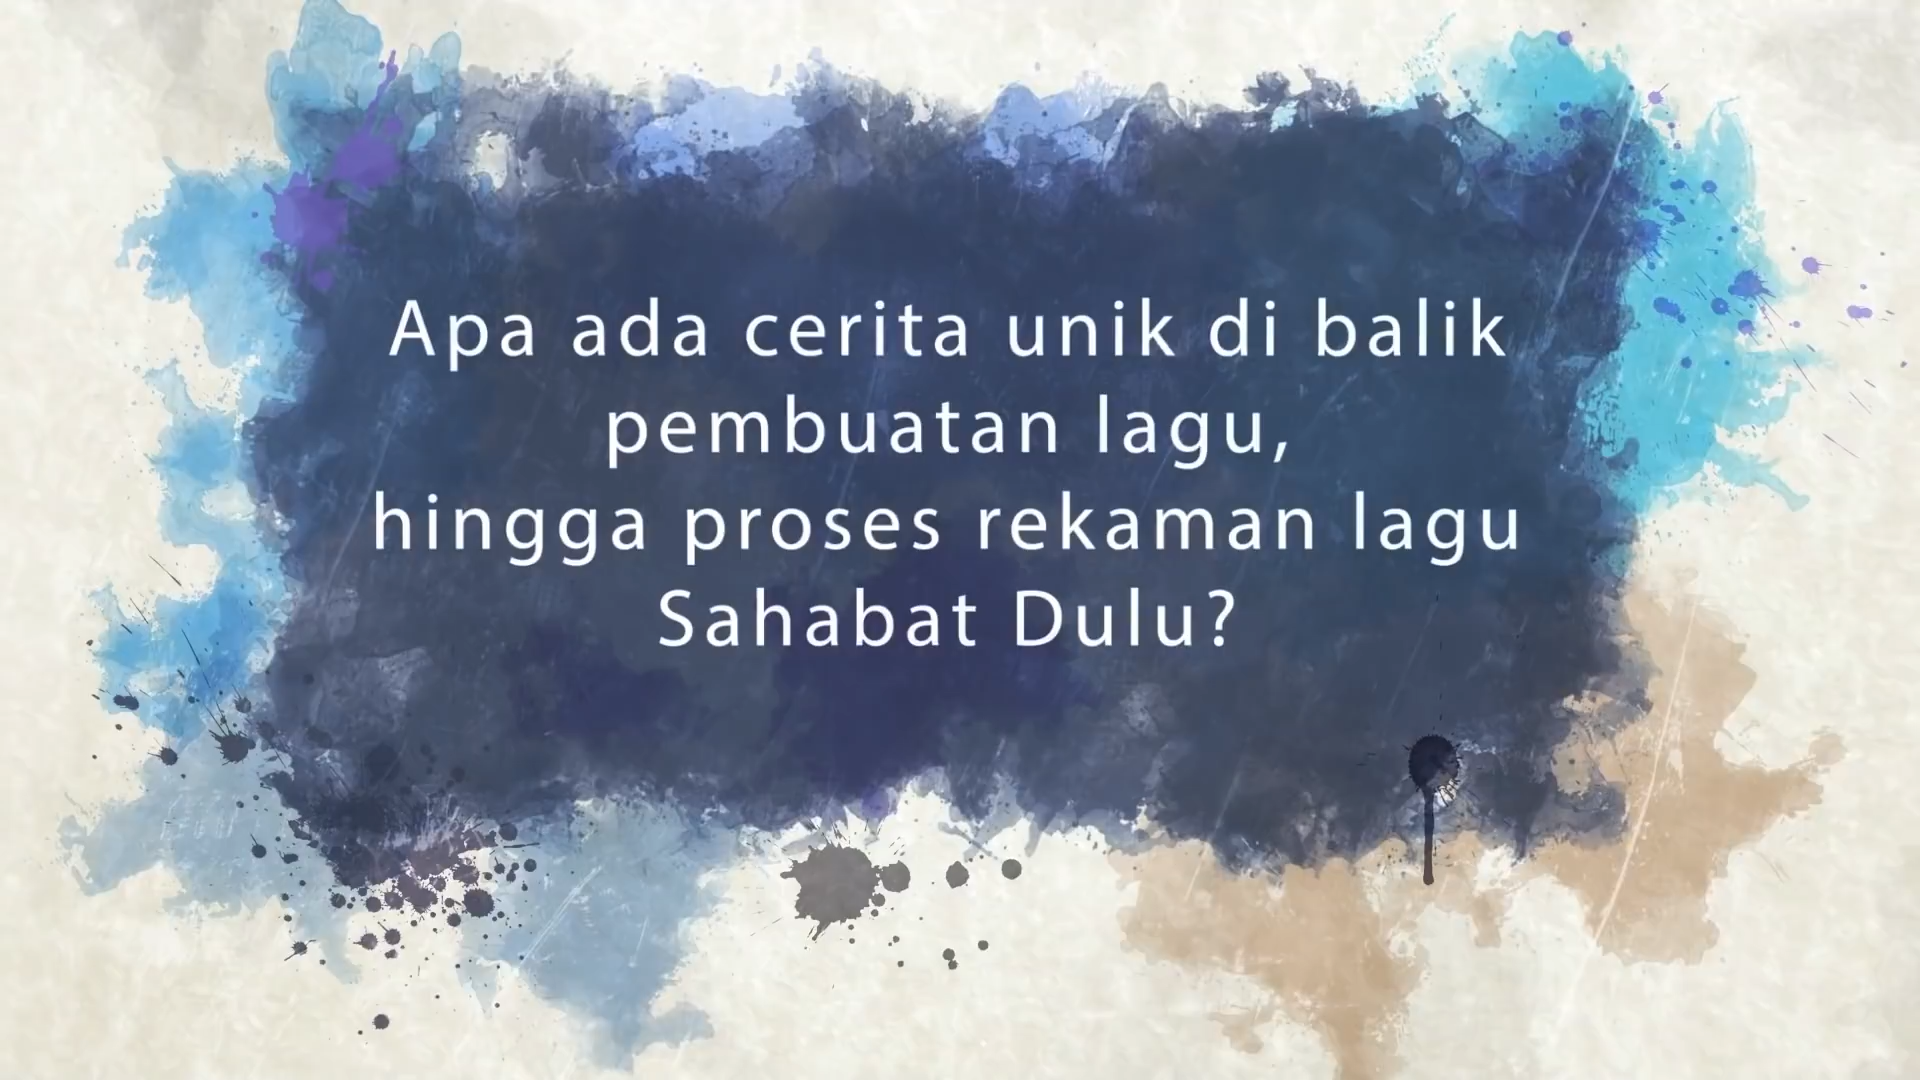 Apa ada cerita unik di balik
pembuatan lagu,
hingga proses rekaman lagu
Sahabat Dulu?